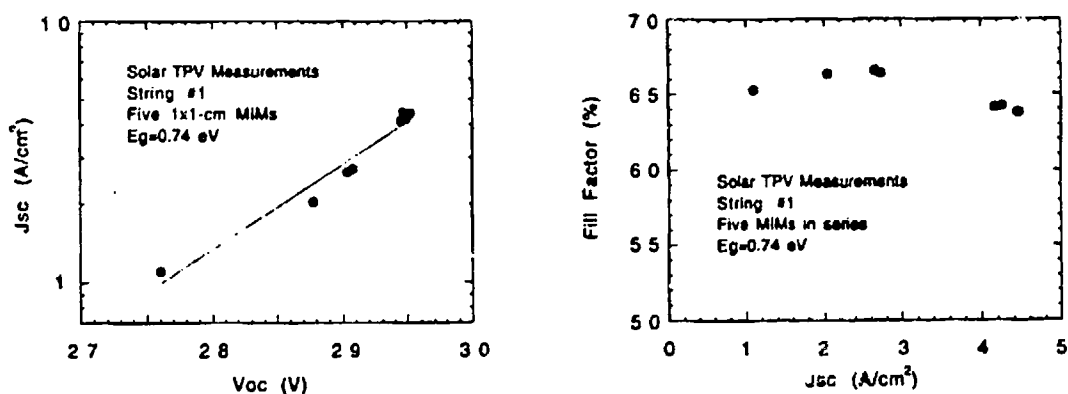 10
Solar TPV Measurements
String #1
Five 1x1-cm MIMs
Eg=0.74 eV
Jsc (A/cm²)
1
27 28 29 30
Voc (V)
70
65
60
55
50
Fill Factor (%)
Solar TPV Measurements
String #1
Five MIMs in series
Eg=0.74 eV
0 1 2 3 4 5
Jsc (A/cm²)